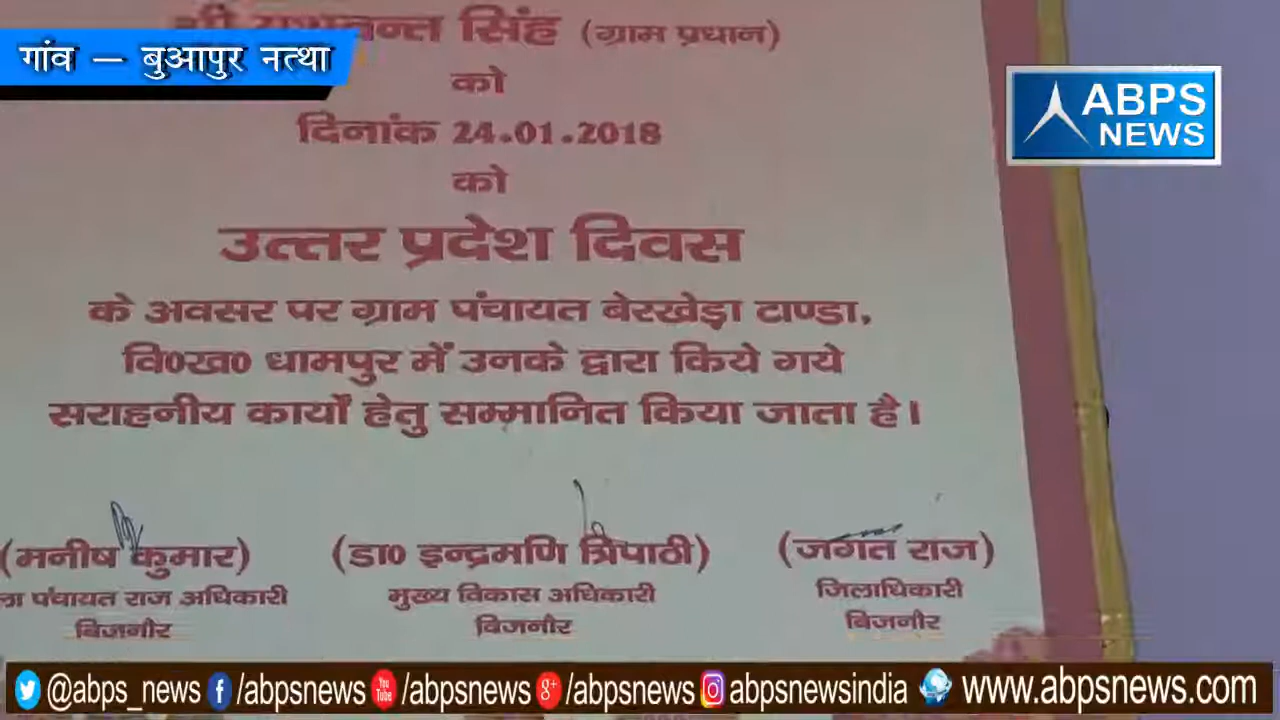 सिंह (ग्राम प्रधान)
गांव – बुआपुर नत्था
को
ABPS
NEWS
दिनांक 24.01.2018
को
उत्तर प्रदेश दिवस
के अवसर पर ग्राम पंचायत बेरखेड़ा टाण्डा,
वि०ख० धामपुर में उनके द्वारा किये गये
सराहनीय कार्यों हेतु सम्मानित किया जाता है।
(मनीष कुमार)
(डा० इन्द्रमणि त्रिपाठी)
(जगत राज)
पंचायत राज अधिकारी
मुख्य विकास अधिकारी
जिलाधिकारी
बिजनौर
बिजनौर
बिजनौर
@abps_news /abpsnews /abpsnews /abpsnews abpsnewsindia www.abpsnews.com